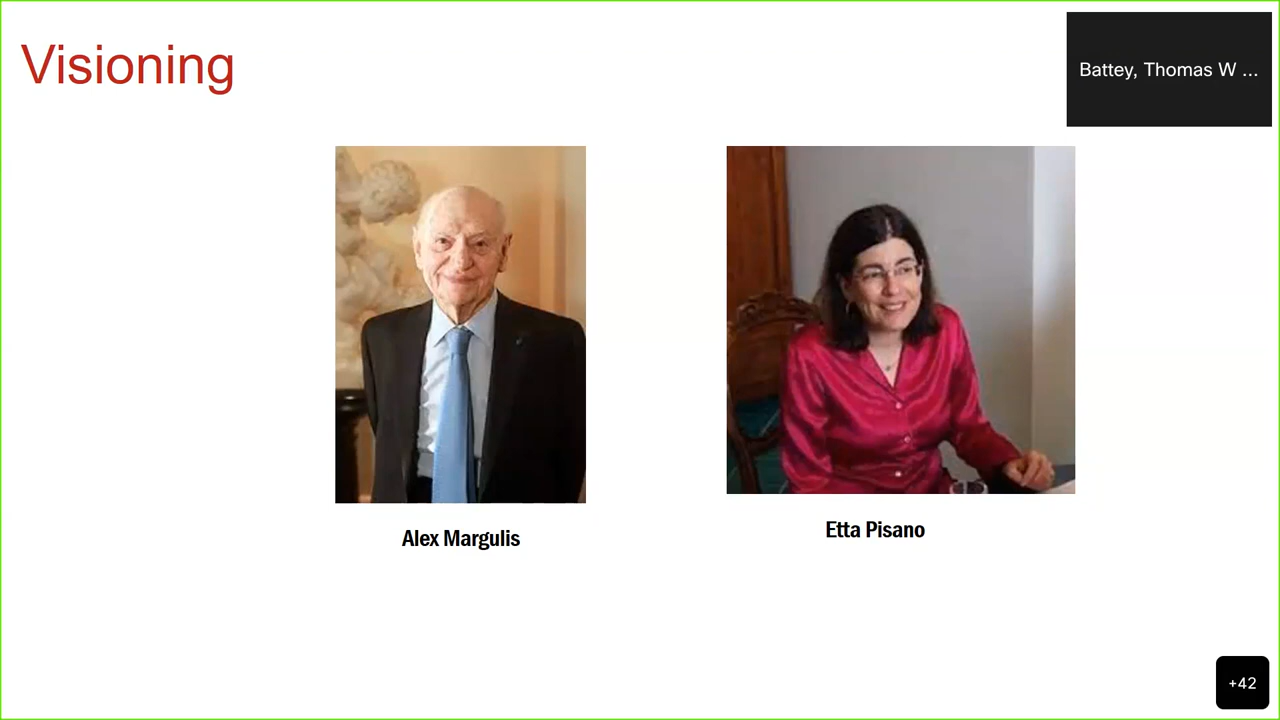 Visioning
Battey, Thomas W ...
Alex Margulis
Etta Pisano
+42